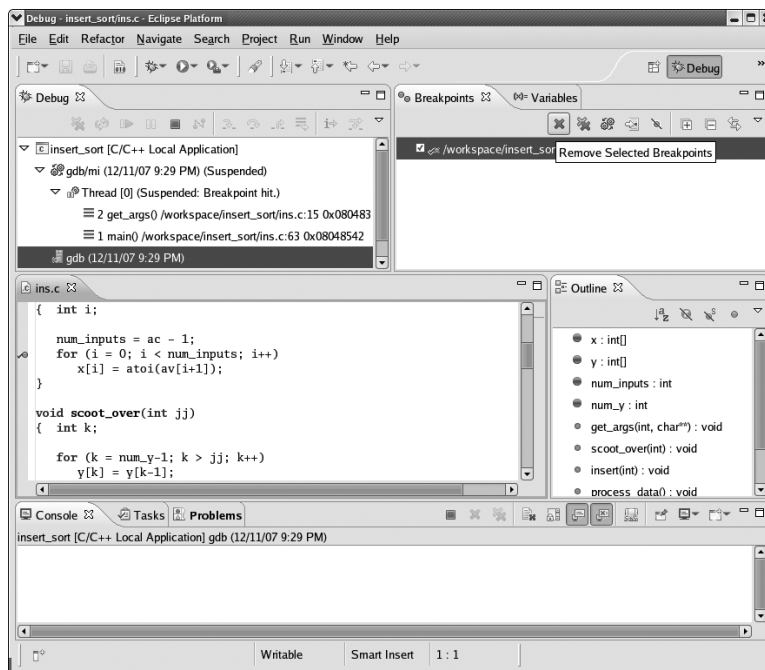 Debug - insert_sort/ins.c - Eclipse Platform
File Edit Refactor Navigate Search Project Run Window Help
Debug »
Debug
insert_sort [C/C++ Local Application]
gdb/mi (12/11/07 9:29 PM) (Suspended)
Thread [0] (Suspended: Breakpoint hit.)
2 get_args() /workspace/insert_sort/ins.c:15 0x080483
1 main() /workspace/insert_sort/ins.c:63 0x08048542
gdb (12/11/07 9:29 PM)
Breakpoints (x)= Variables
/workspace/insert_sor
Remove Selected Breakpoints
ins.c
{ int i;
num_inputs = ac - 1;
for (i = 0; i < num_inputs; i++)
x[i] = atoi(av[i+1]);
}
void scoot_over(int jj)
{ int k;
for (k = num_y-1; k > jj; k++)
y[k] = y[k-1];
Outline
x : int[]
y : int[]
num_inputs : int
num_y : int
get_args(int, char**) : void
scoot_over(int) : void
insert(int) : void
process_data() : void
Console Tasks Problems
insert_sort [C/C++ Local Application] gdb (12/11/07 9:29 PM)
Writable Smart Insert 1 : 1